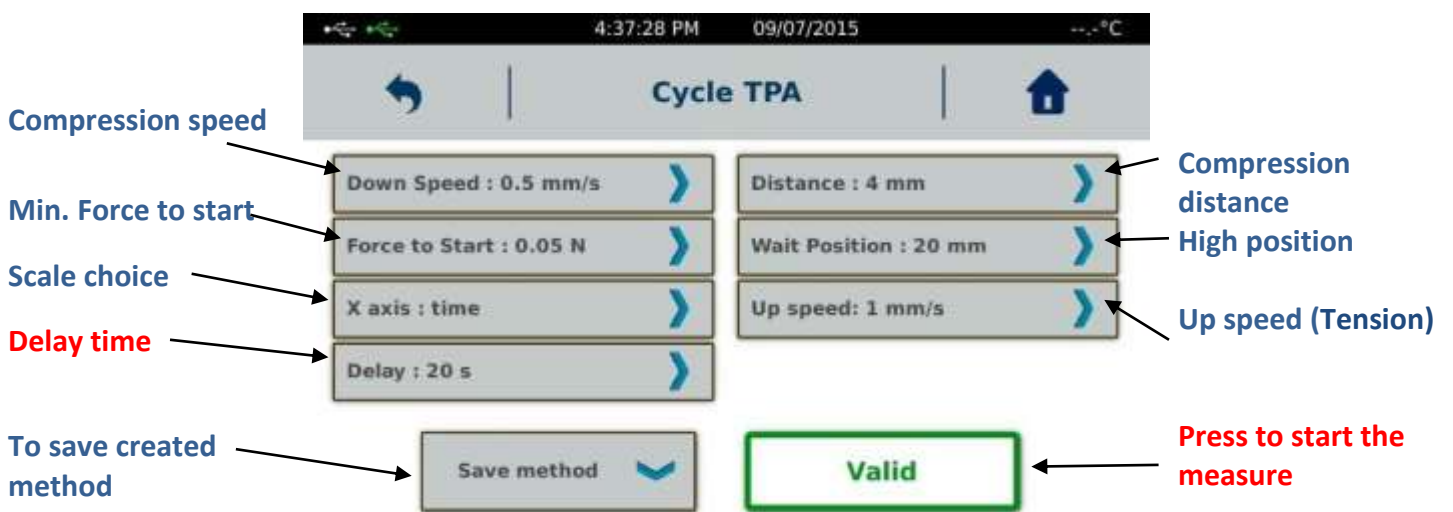 4:37:28 PM 09/07/2015 --.-°C
Cycle TPA
Compression speed
Down Speed : 0.5 mm/s
Distance : 4 mm
Compression
distance
Min. Force to start
Force to Start : 0.05 N
Wait Position : 20 mm
High position
Scale choice
X axis : time
Up speed: 1 mm/s
Up speed (Tension)
Delay time
Delay : 20 s
To save created
method
Save method
Valid
Press to start the
measure